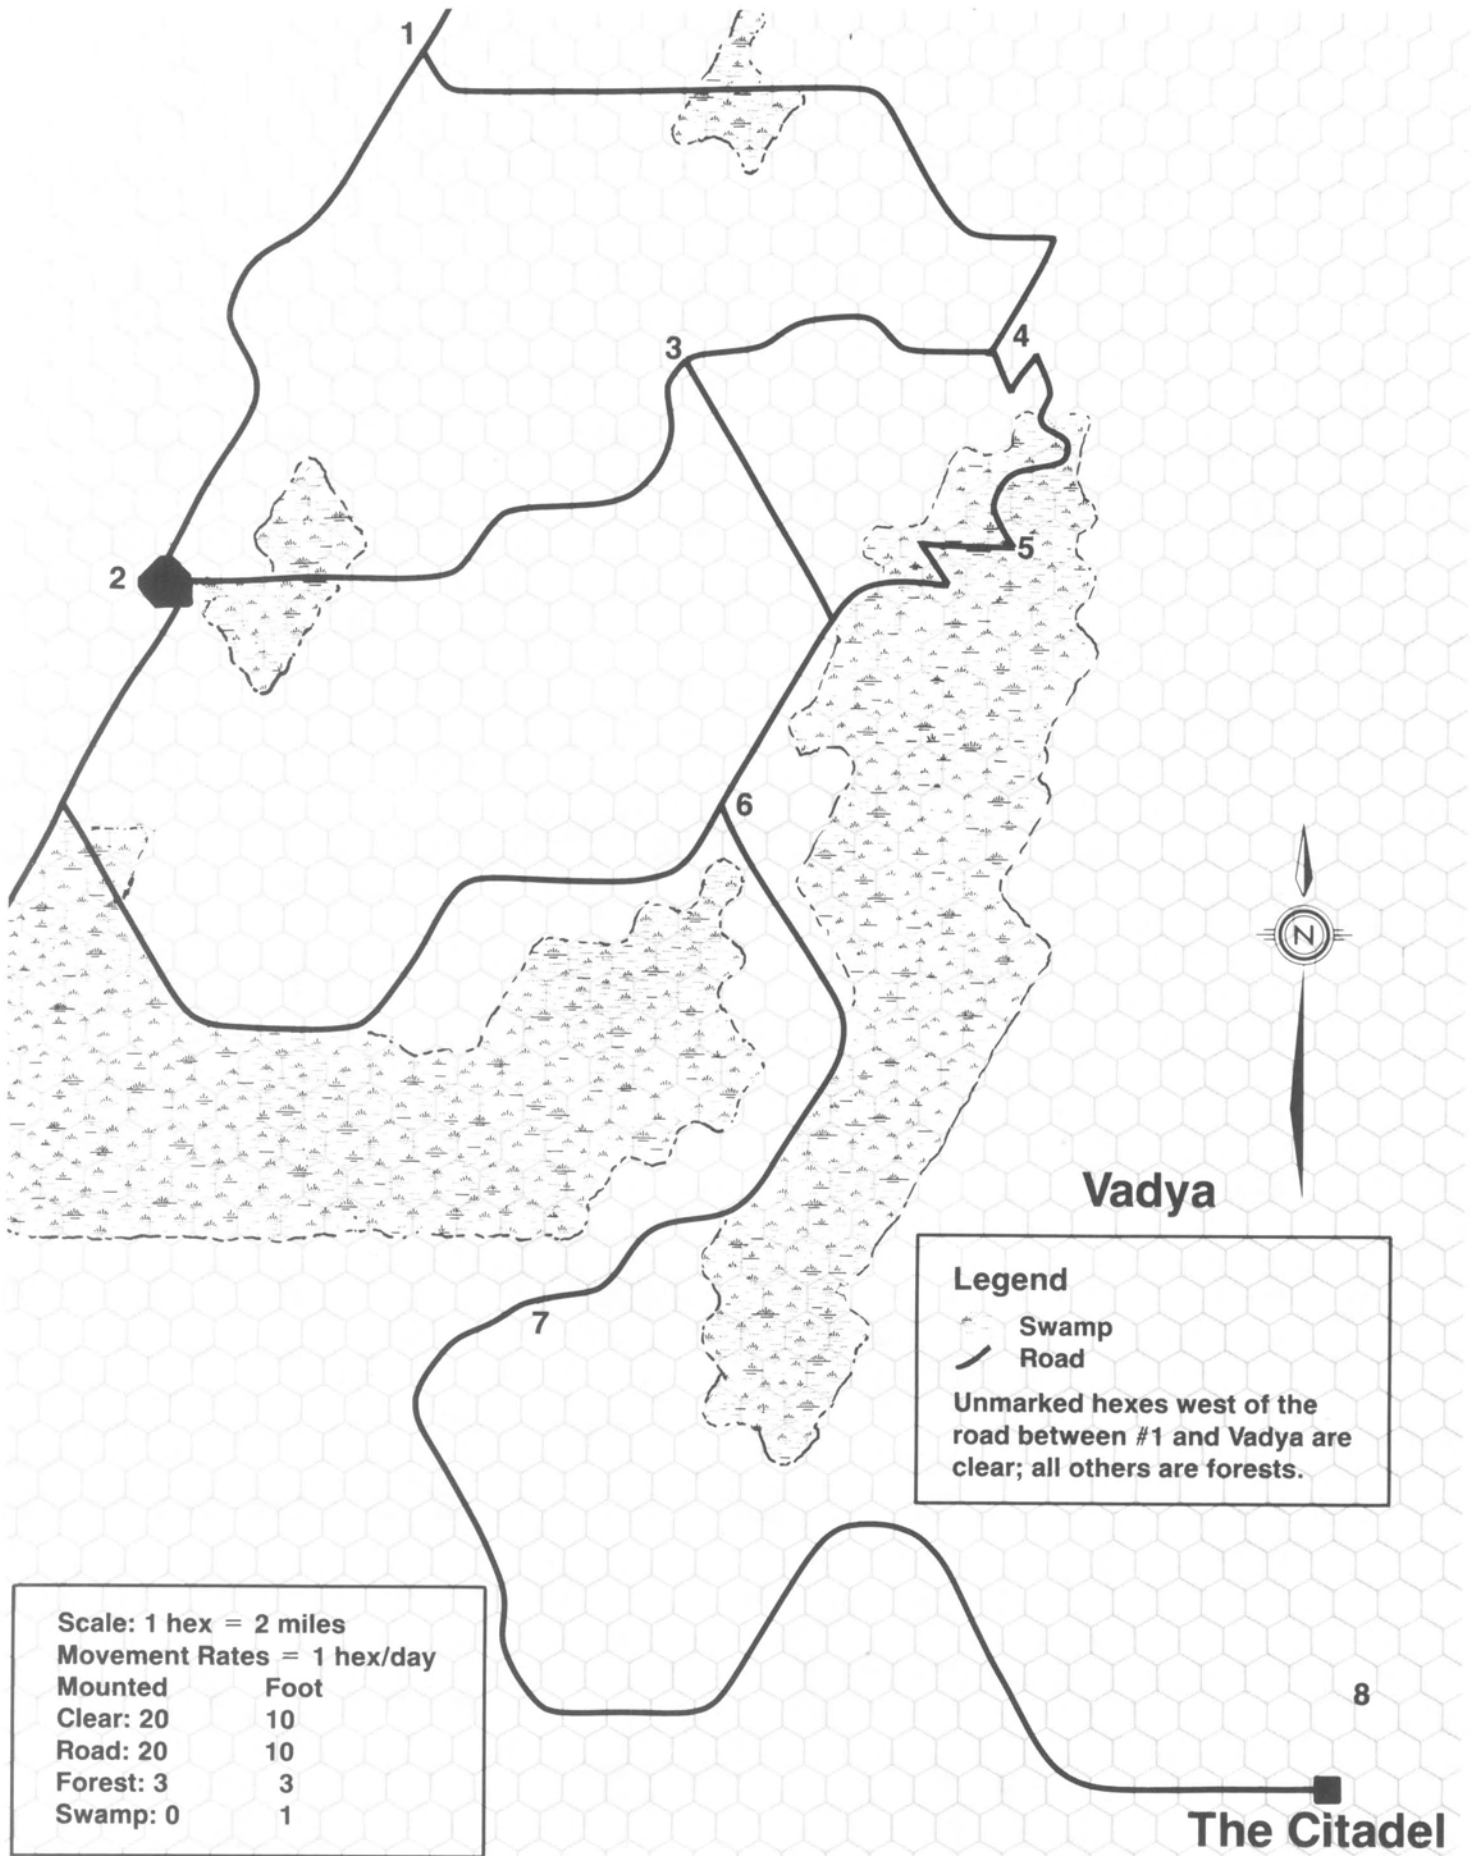 1
3
4
2
5
6
N
Vadya
Legend
Swamp
Road
Unmarked hexes west of the
road between #1 and Vadya are
clear; all others are forests.
7
Scale: 1 hex = 2 miles
Movement Rates = 1 hex/day
Mounted Foot
Clear: 20 10
Road: 20 10
Forest: 3 3
Swamp: 0 1
8
The Citadel